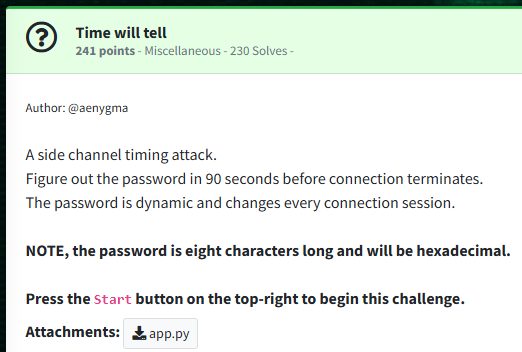 Time will tell
241 points - Miscellaneous - 230 Solves -
Author: @aenygma
A side channel timing attack.
Figure out the password in 90 seconds before connection terminates.
The password is dynamic and changes every connection session.
NOTE, the password is eight characters long and will be hexadecimal.
Press the Start button on the top-right to begin this challenge.
Attachments: app.py